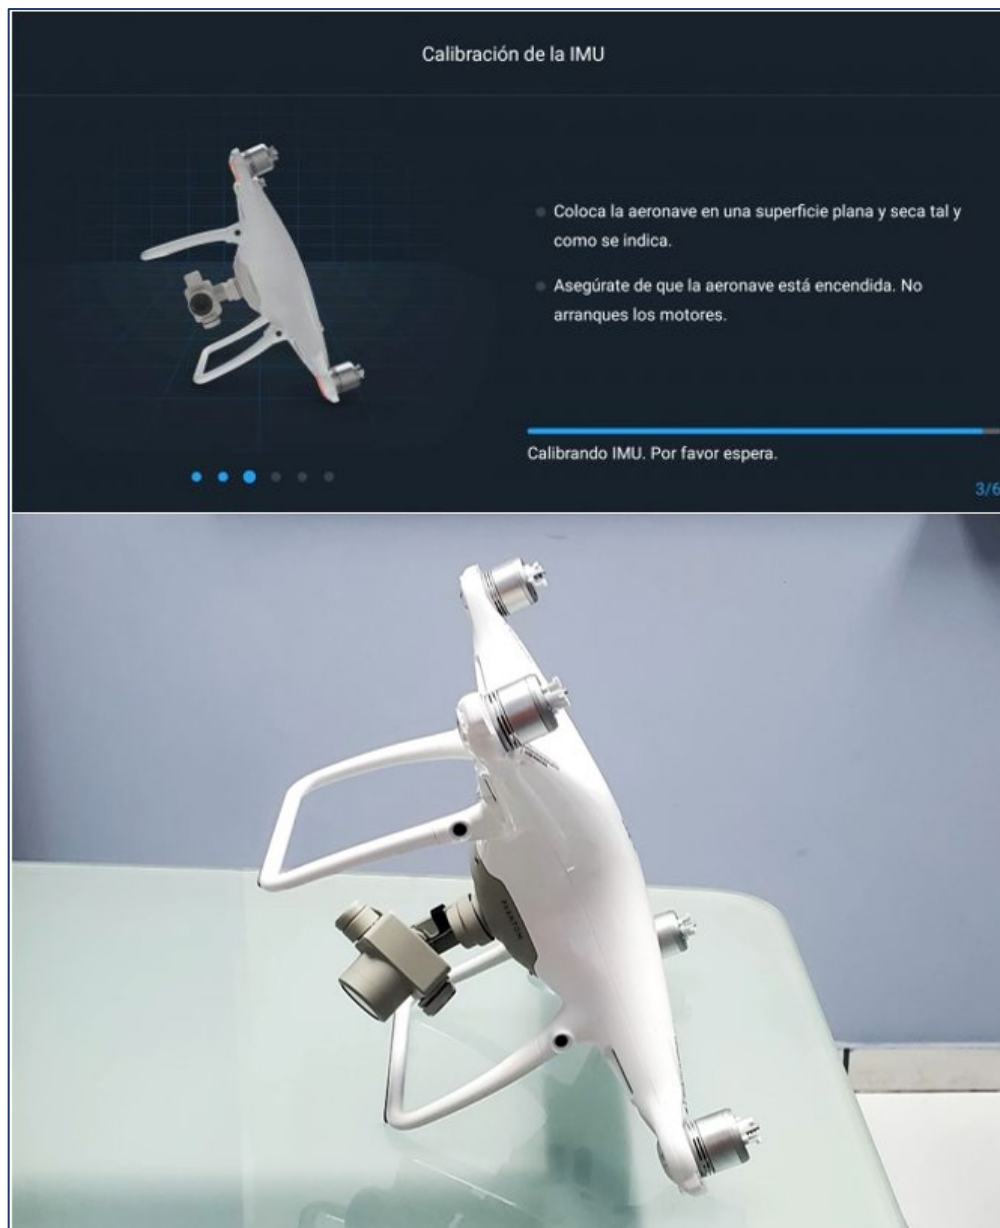 Calibración de la IMU
Coloca la aeronave en una superficie plana y seca tal y
como se indica.
Asegúrate de que la aeronave está encendida. No
arranques los motores.
Calibrando IMU. Por favor espera.
3/6
PHANTOM